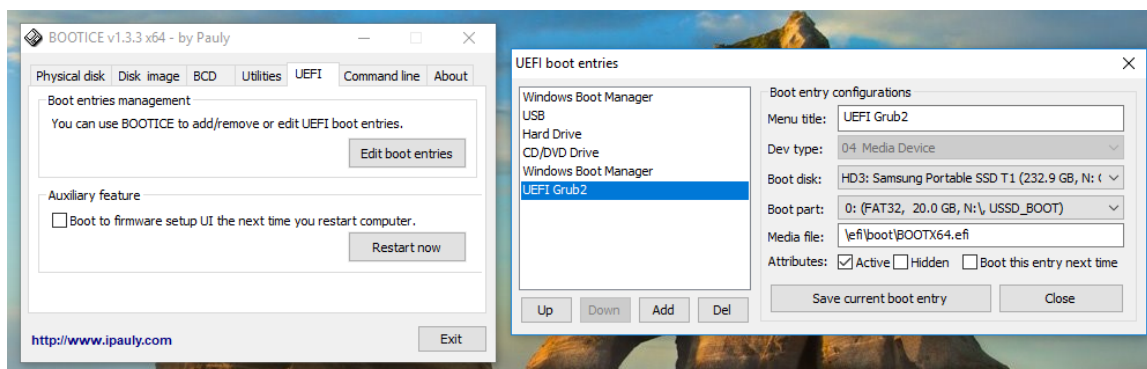 BOOTICE v1.3.3 x64 - by Pauly
Physical disk Disk image BCD Utilities UEFI Command line About
Boot entries management
You can use BOOTICE to add/remove or edit UEFI boot entries.
Edit boot entries
Auxiliary feature
Boot to firmware setup UI the next time you restart computer.
Restart now
http://www.ipauly.com
Exit
UEFI boot entries
Windows Boot Manager
USB
Hard Drive
CD/DVD Drive
Windows Boot Manager
UEFI Grub2
Up Down Add Del
Boot entry configurations
Menu title: UEFI Grub2
Dev type: 04 Media Device
Boot disk: HD3: Samsung Portable SSD T1 (232.9 GB, N:
Boot part: 0: (FAT32, 20.0 GB, N:\, USSD_BOOT)
Media file: \efi\boot\BOOTX64.efi
Attributes: Active Hidden Boot this entry next time
Save current boot entry Close